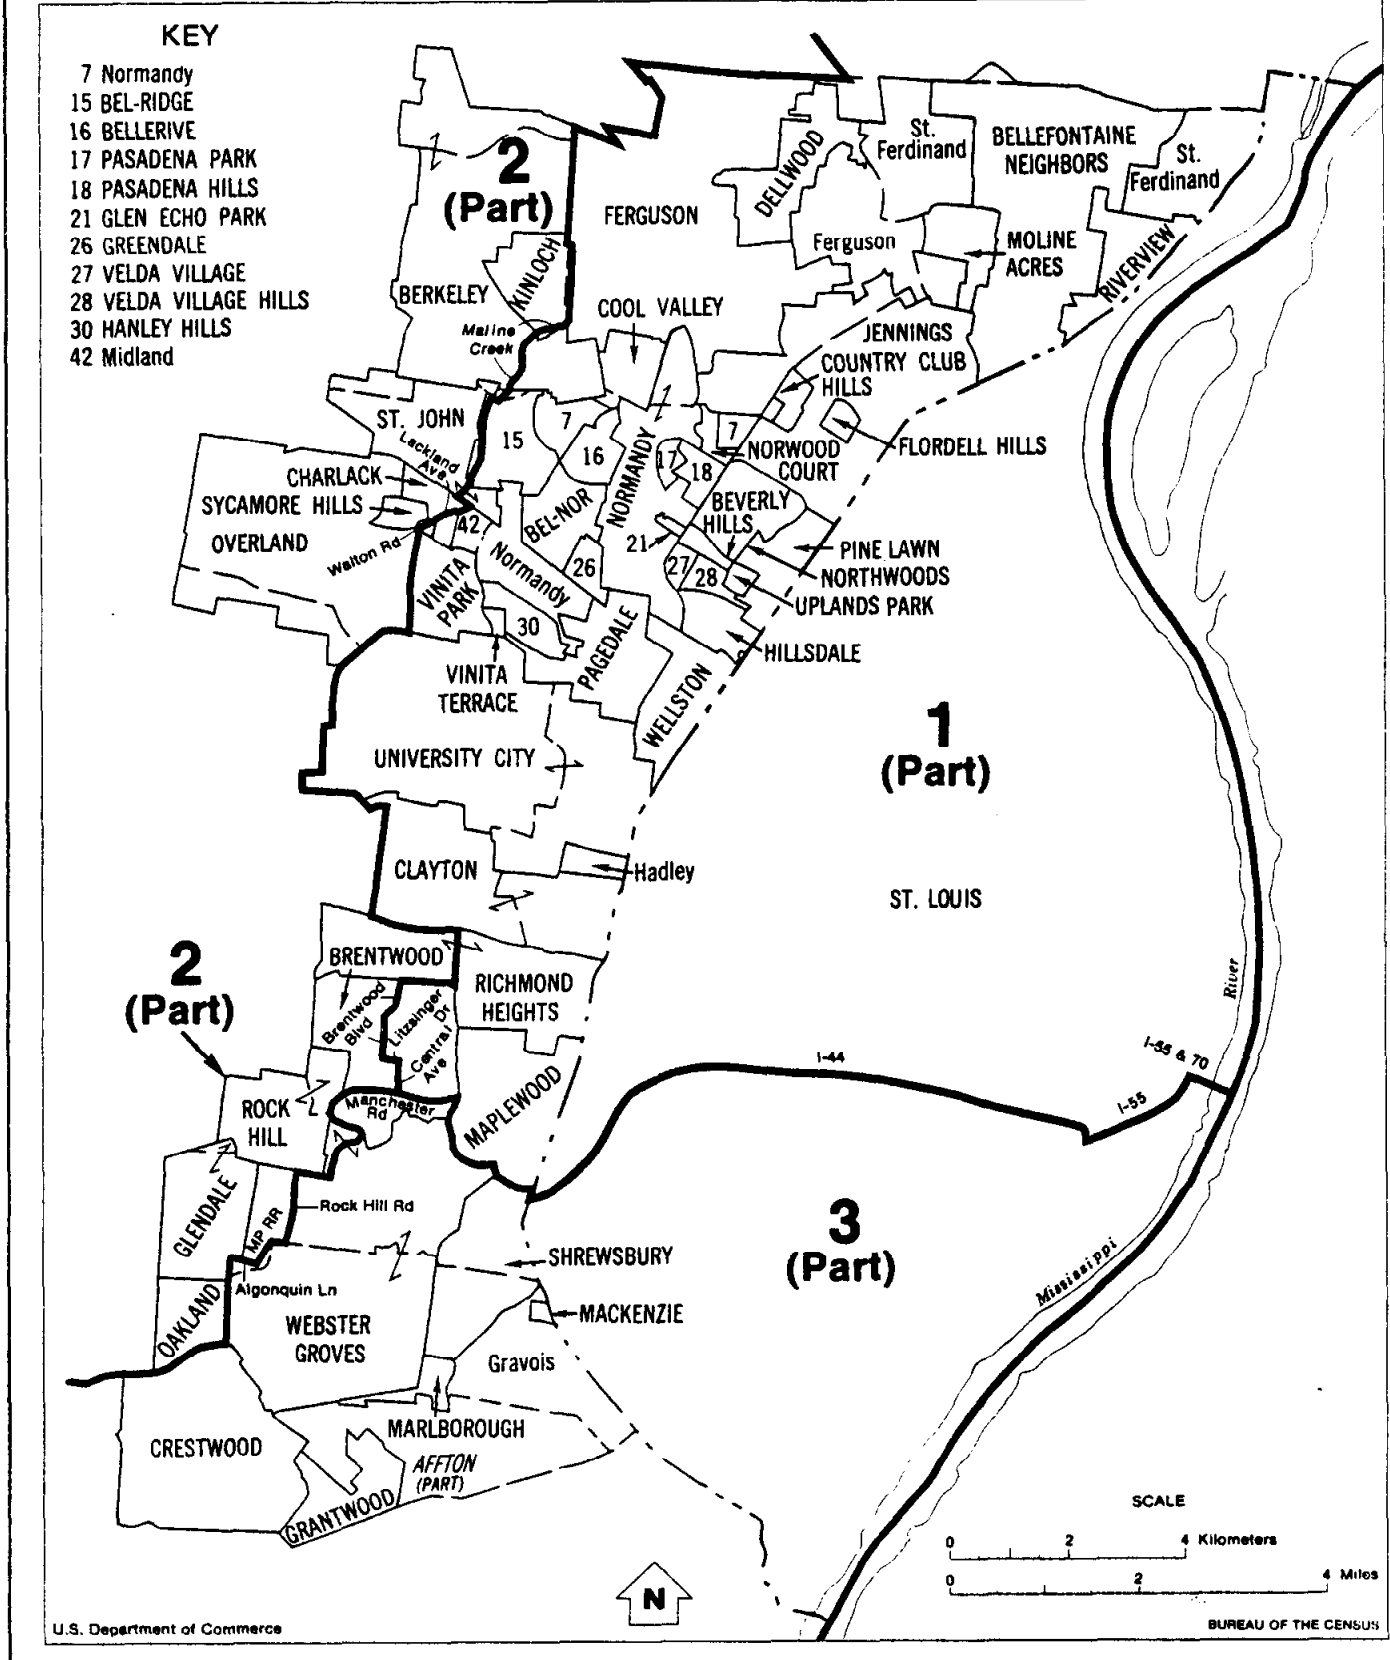 KEY
7 Normandy
15 BEL-RIDGE
16 BELLERIVE
17 PASADENA PARK
18 PASADENA HILLS
21 GLEN ECHO PARK
26 GREENDALE
27 VELDA VILLAGE
28 VELDA VILLAGE HILLS
30 HANLEY HILLS
42 Midland
2
(Part)
FERGUSON
DELLWOOD
St.
Ferdinand
BELLEFONTAINE
NEIGHBORS
St.
Ferdinand
RIVERVIEW
Ferguson
MOLINE
ACRES
BERKELEY
KINLOCH
Maline
Creek
COOL VALLEY
JENNINGS
COUNTRY CLUB
HILLS
FLORDELL HILLS
ST. JOHN
Lackland
Ave
15
7
16
NORMANDY
17
18
7
NORWOOD
COURT
CHARLACK
SYCAMORE HILLS
OVERLAND
Walton Rd
42
BEL-NOR
BEVERLY
HILLS
21
PINE LAWN
NORTHWOODS
UPLANDS PARK
VINITA
PARK
Normandy
26
27
28
30
PAGEDALE
HILLSDALE
VINITA
TERRACE
WELLSTON
UNIVERSITY CITY
1
(Part)
CLAYTON
Hadley
ST. LOUIS
2
(Part)
BRENTWOOD
RICHMOND
HEIGHTS
Brentwood
Blvd
Litzsinger
Dr
Central
Ave
River
I-44
I-55 & 70
I-55
ROCK
HILL
Manchester
Rd
MAPLEWOOD
GLENDALE
MP RR
Rock Hill Rd
3
(Part)
SHREWSBURY
Mississippi
OAKLAND
Algonquin Ln
MACKENZIE
WEBSTER
GROVES
Gravois
MARLBOROUGH
CRESTWOOD
AFFTON
(PART)
GRANTWOOD
SCALE
0 2 4 Kilometers
0 2 4 Miles
N
U.S. Department of Commerce
BUREAU OF THE CENSUS